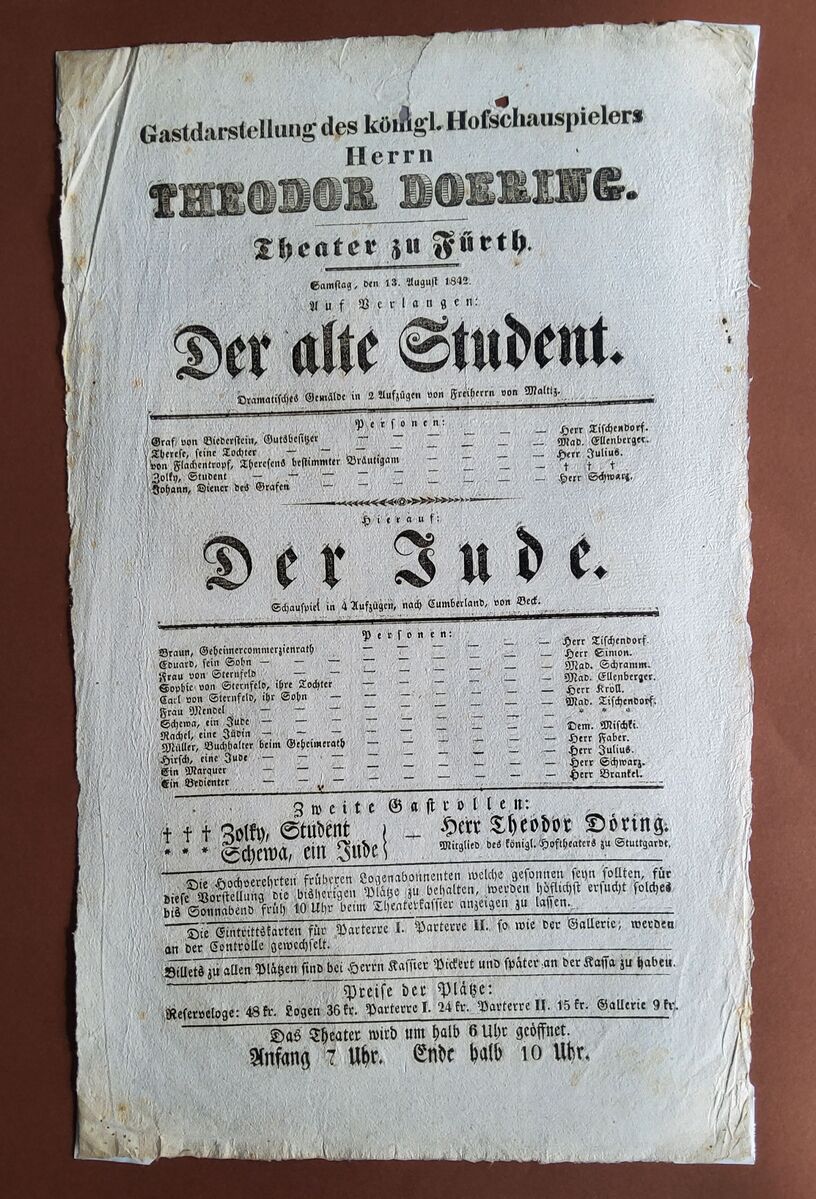 Gastdarstellung des königl. Hofschauspielers
Herrn
THEODOR DOERING.
Theater zu Fürth.
Samstag, den 13. August 1842.
Auf Verlangen:
Der alte Student.
Dramatisches Gemälde in 2 Aufzügen von Freiherrn von Maltiz.
Personen:
Graf von Biederstein, Gutsbesitzer — — — — — — Herr Tischendorf.
Therese, seine Tochter — — — — — — — Mad. Ellenberger.
von Flachentropf, Theresens bestimmter Bräutigam — — — — Herr Julius.
Zolky, Student — — — — — — — — † † †
Johann, Diener des Grafen — — — — — — — Herr Schwarz.
Hierauf:
Der Jude.
Schauspiel in 4 Aufzügen, nach Cumberland, von Beck.
Personen:
Braun, Geheimercommerzienrath — — — — — — Herr Tischendorf.
Eduard, sein Sohn — — — — — — — — Herr Simon.
Frau von Sternfeld — — — — — — — — Mad. Schramm.
Sophie von Sternfeld, ihre Tochter — — — — — — Mad. Ellenberger.
Carl von Sternfeld, ihr Sohn — — — — — — — Herr Kröll.
Frau Mendel — — — — — — — — Mad. Tischendorf.
Schewa, ein Jude — — — — — — — — * * *
Rachel, eine Jüdin — — — — — — — — Dem. Mischki.
Müller, Buchhalter beim Geheimerath — — — — — — Herr Faber.
Hirsch, eine Jude — — — — — — — — Herr Julius.
Ein Marquer — — — — — — — — Herr Schwarz.
Ein Bedienter — — — — — — — — Herr Brankel.
Zweite Gastrollen:
† † † Zolky, Student } — Herr Theodor Döring.
* * * Schewa, ein Jude } Mitglied des königl. Hoftheaters zu Stuttgardt.
Die Hochverehrten früheren Logenabonnenten welche gesonnen seyn sollten, für
diese Vorstellung die bisherigen Plätze zu behalten, werden höflichst ersucht solches
bis Sonnabend früh 10 Uhr beim Theaterkassier anzeigen zu lassen.
Die Eintrittskarten für Parterre I. Parterre II. so wie der Gallerie, werden
an der Controlle gewechselt.
Billets zu allen Plätzen sind bei Herrn Kassier Pickert und später an der Kassa zu haben.
Preise der Plätze:
Reserveloge: 48 kr. Logen 36 kr. Parterre I. 24 kr. Parterre II. 15 kr. Gallerie 9 kr.
Das Theater wird um halb 6 Uhr geöffnet.
Anfang 7 Uhr. Ende halb 10 Uhr.